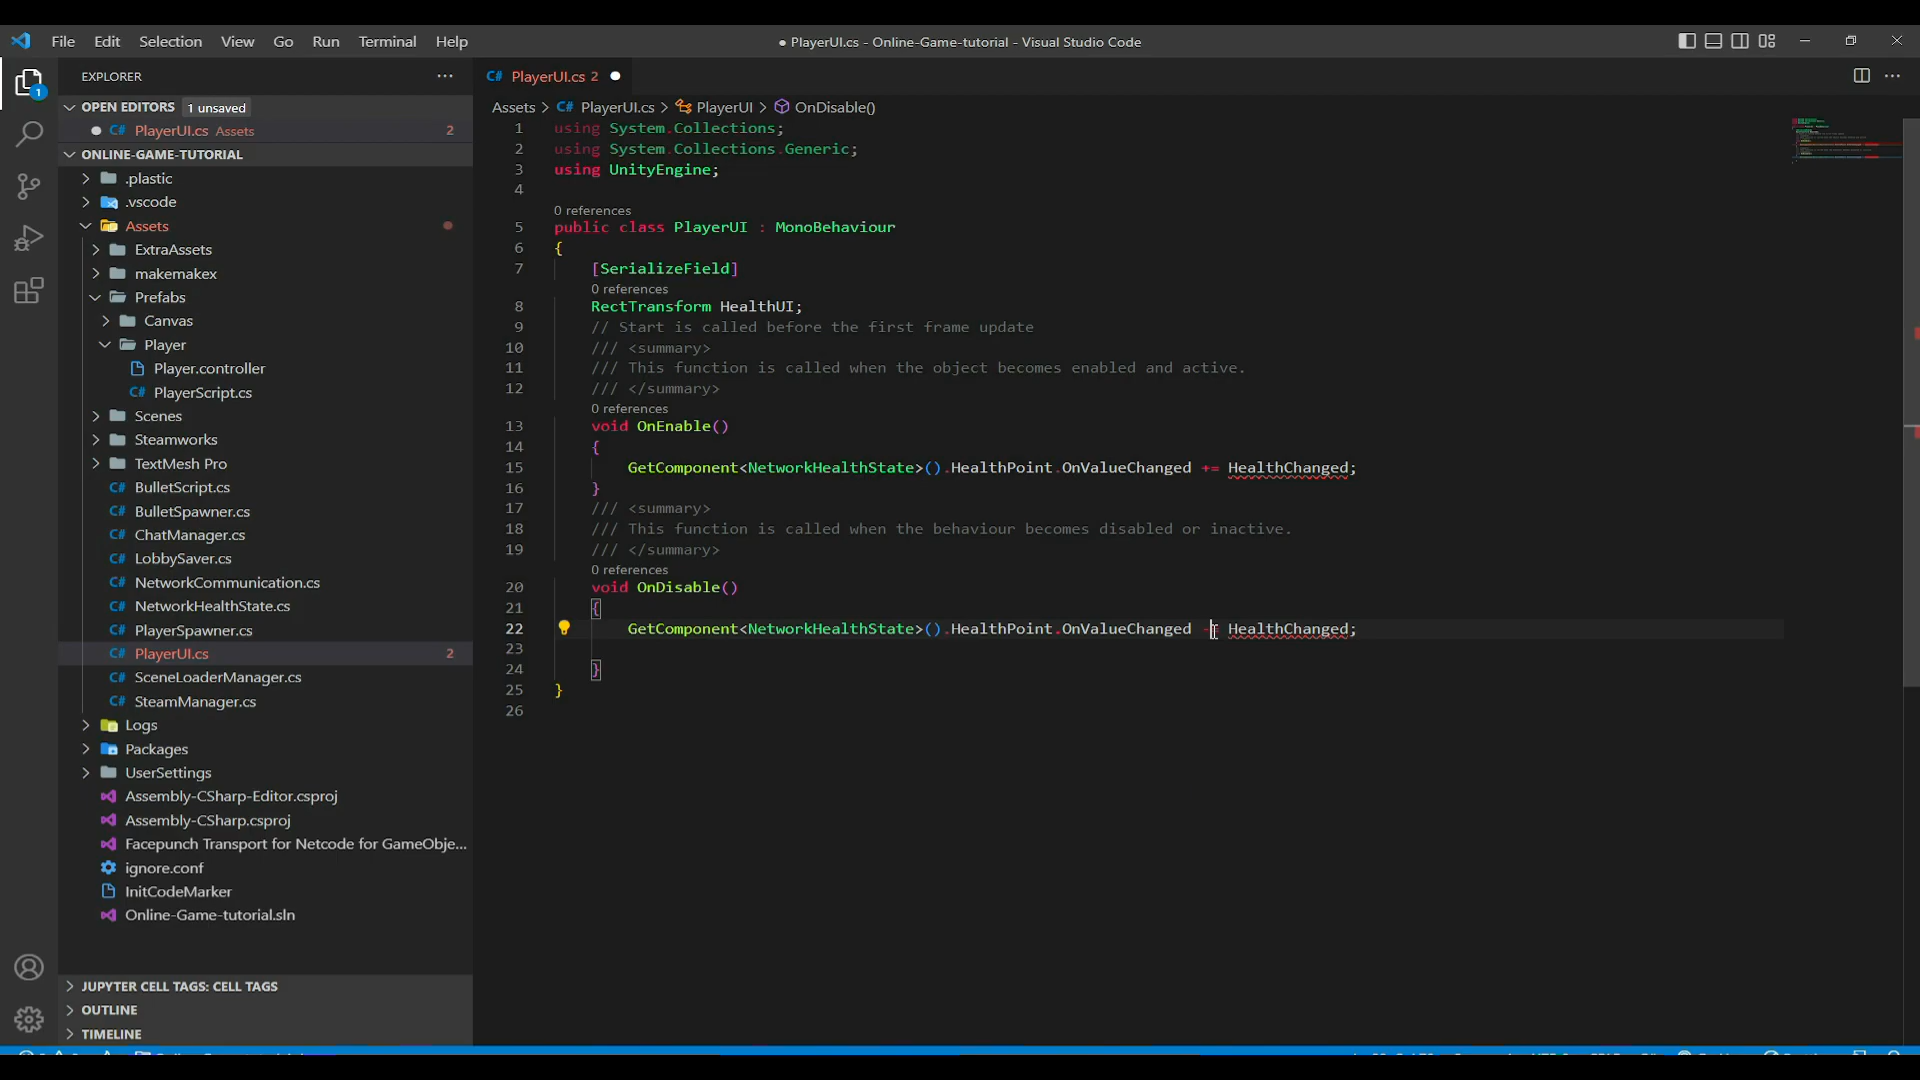 File Edit Selection View Go Run Terminal Help
● PlayerUI.cs - Online-Game-tutorial - Visual Studio Code
EXPLORER
OPEN EDITORS 1 unsaved
C# PlayerUI.cs Assets 2
ONLINE-GAME-TUTORIAL
.plastic
.vscode
Assets
ExtraAssets
makemakex
Prefabs
Canvas
Player
Player.controller
C# PlayerScript.cs
Scenes
Steamworks
TextMesh Pro
C# BulletScript.cs
C# BulletSpawner.cs
C# ChatManager.cs
C# LobbySaver.cs
C# NetworkCommunication.cs
C# NetworkHealthState.cs
C# PlayerSpawner.cs
C# PlayerUI.cs 2
C# SceneLoaderManager.cs
C# SteamManager.cs
Logs
Packages
UserSettings
Assembly-CSharp-Editor.csproj
Assembly-CSharp.csproj
Facepunch Transport for Netcode for GameObje...
ignore.conf
InitCodeMarker
Online-Game-tutorial.sln
JUPYTER CELL TAGS: CELL TAGS
OUTLINE
TIMELINE
1
C# PlayerUI.cs 2
Assets > C# PlayerUI.cs > PlayerUI > OnDisable()
1 using System.Collections;
2 using System.Collections.Generic;
3 using UnityEngine;
4
0 references
5 public class PlayerUI : MonoBehaviour
6 {
7 [SerializeField]
0 references
8 RectTransform HealthUI;
9 // Start is called before the first frame update
10 /// <summary>
11 /// This function is called when the object becomes enabled and active.
12 /// </summary>
0 references
13 void OnEnable()
14 {
15 GetComponent<NetworkHealthState>().HealthPoint.OnValueChanged += HealthChanged;
16 }
17 /// <summary>
18 /// This function is called when the behaviour becomes disabled or inactive.
19 /// </summary>
0 references
20 void OnDisable()
21 {
22 GetComponent<NetworkHealthState>().HealthPoint.OnValueChanged -= HealthChanged;
23
24 }
25 }
26